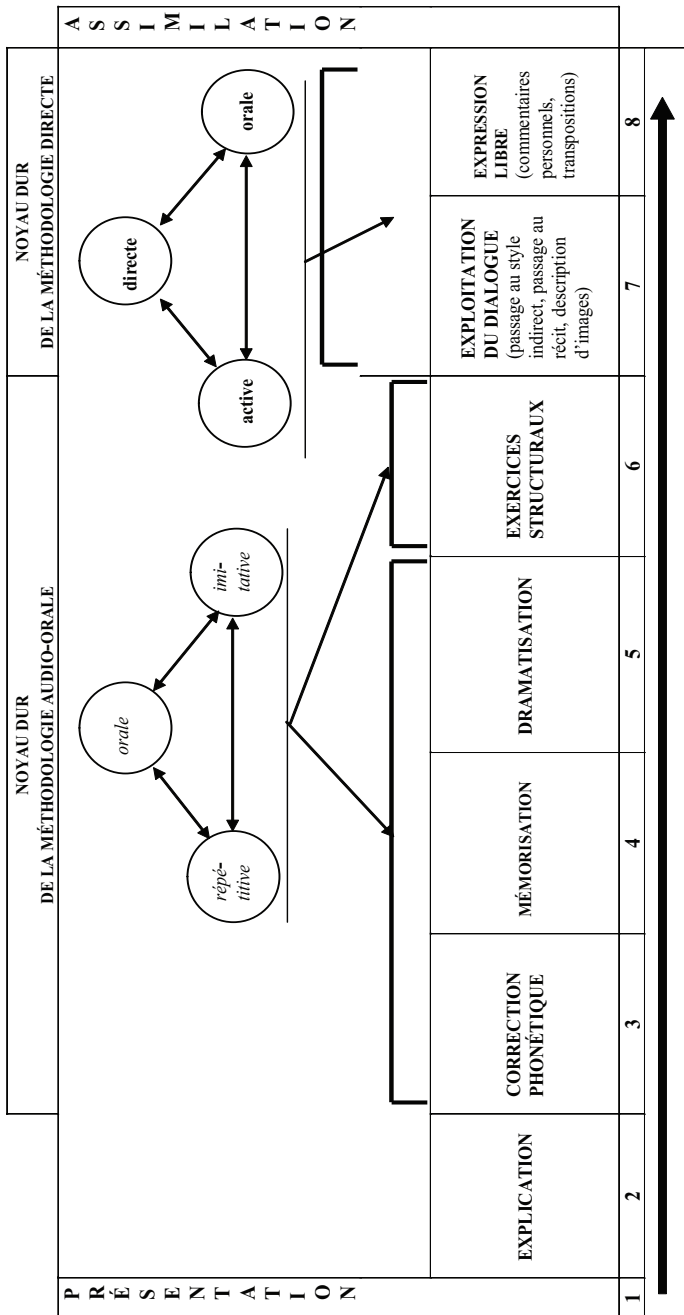 NOYAU DUR
DE LA MÉTHODOLOGIE AUDIO-ORALE
NOYAU DUR
DE LA MÉTHODOLOGIE DIRECTE
PRÉSENTATION
orale
répé-
titive
imi-
tative
directe
active
orale
ASSIMILATION
EXPLICATION
CORRECTION
PHONÉTIQUE
MÉMORISATION
DRAMATISATION
EXERCICES
STRUCTURAUX
EXPLOITATION
DU DIALOGUE
(passage au style
indirect, passage au
récit, description
d'images)
EXPRESSION
LIBRE
(commentaires
personnels,
transpositions)
1
2
3
4
5
6
7
8